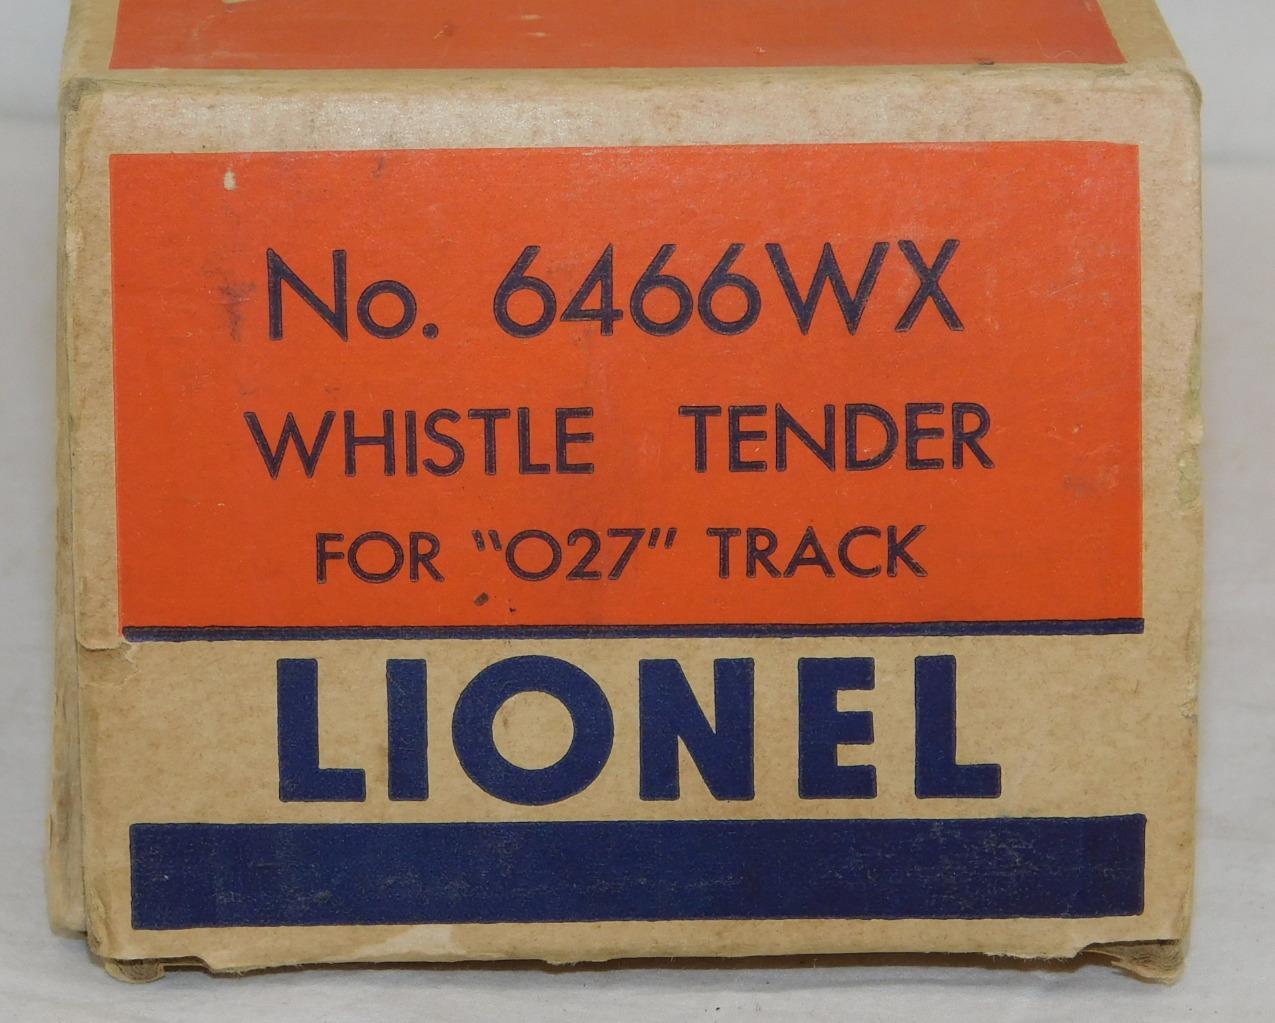 No. 6466WX
WHISTLE TENDER
FOR "O27" TRACK
LIONEL